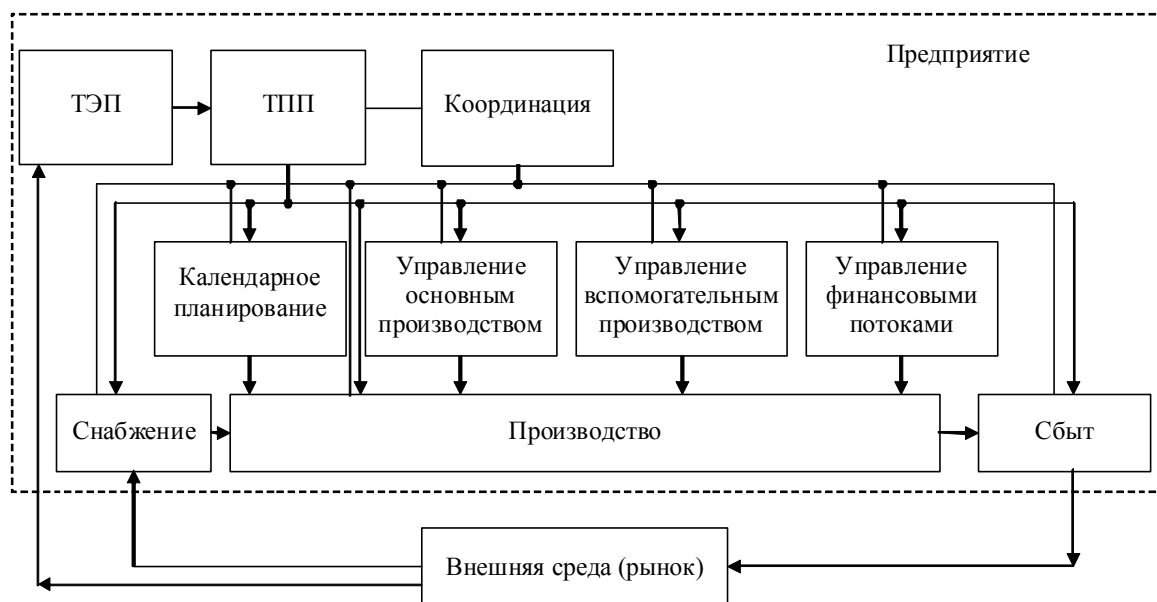 Предприятие
ТЭП
ТПП
Координация
Календарное
планирование
Управление
основным
производством
Управление
вспомогательным
производством
Управление
финансовыми
потоками
Снабжение
Производство
Сбыт
Внешняя среда (рынок)